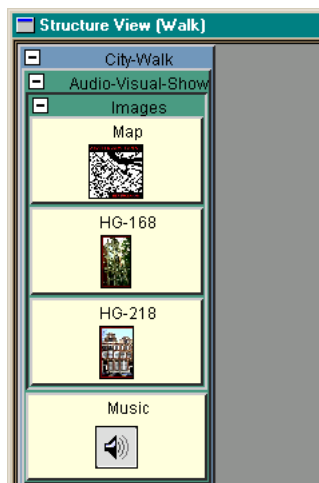 Structure View (Walk)
City-Walk
Audio-Visual-Show
Images
Map
HG-168
HG-218
Music